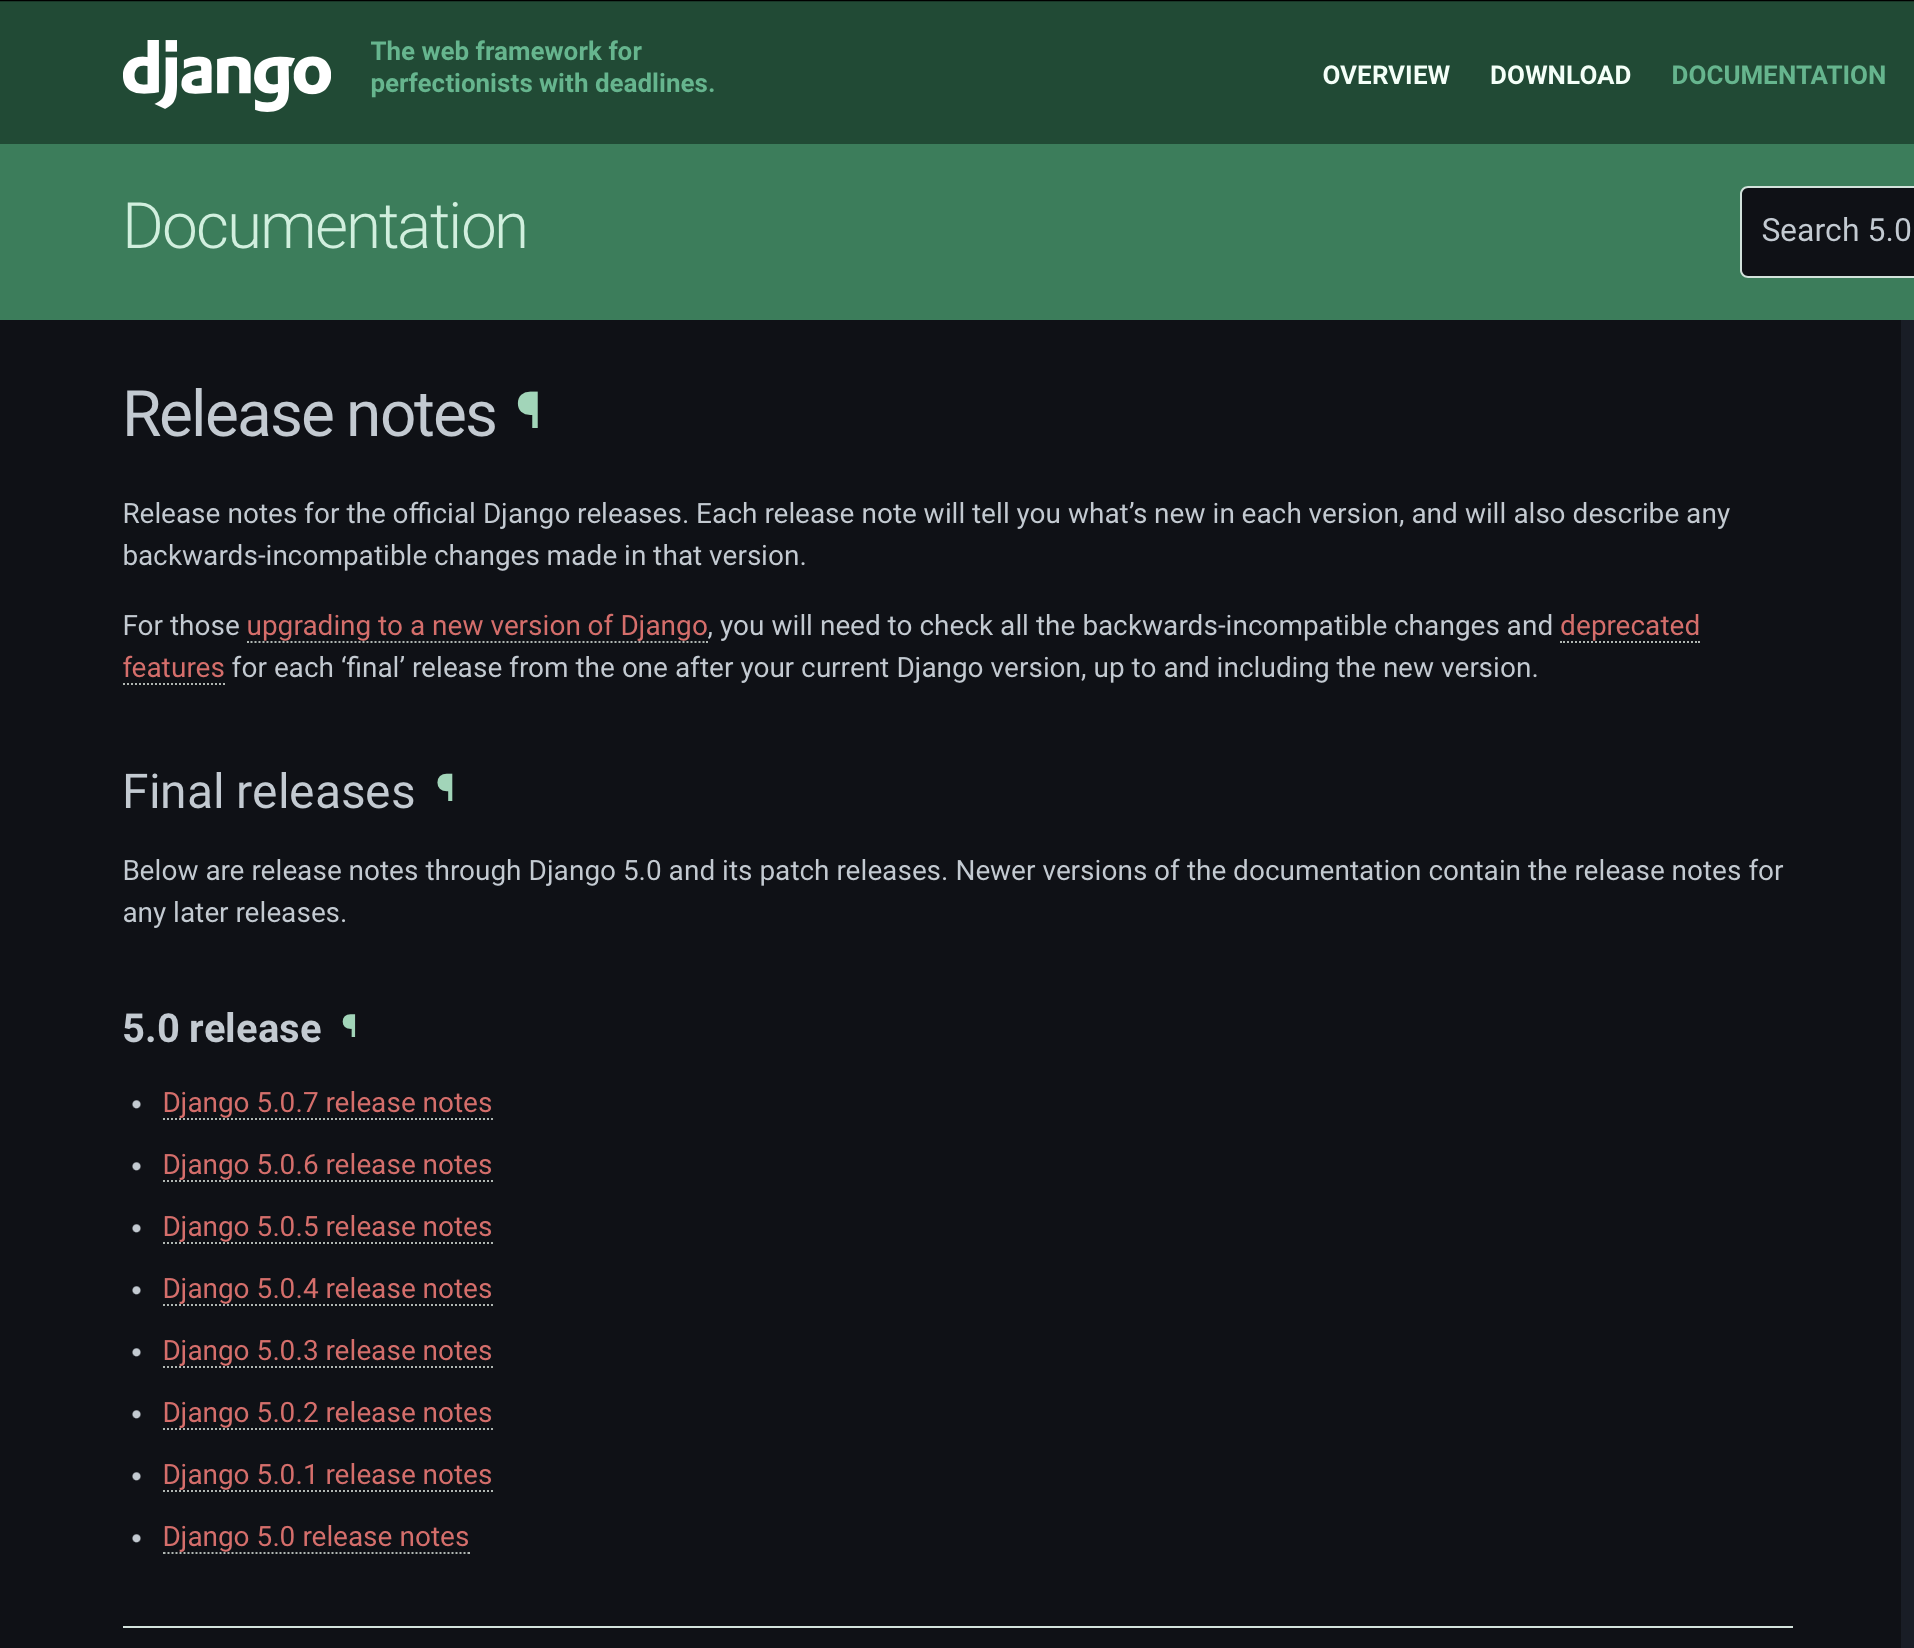 django
The web framework for
perfectionists with deadlines.
OVERVIEW DOWNLOAD DOCUMENTATION
Documentation
Search 5.0
Release notes ¶
Release notes for the official Django releases. Each release note will tell you what’s new in each version, and will also describe any
backwards-incompatible changes made in that version.
For those upgrading to a new version of Django, you will need to check all the backwards-incompatible changes and deprecated
features for each ‘final’ release from the one after your current Django version, up to and including the new version.
Final releases ¶
Below are release notes through Django 5.0 and its patch releases. Newer versions of the documentation contain the release notes for
any later releases.
5.0 release ¶
• Django 5.0.7 release notes
• Django 5.0.6 release notes
• Django 5.0.5 release notes
• Django 5.0.4 release notes
• Django 5.0.3 release notes
• Django 5.0.2 release notes
• Django 5.0.1 release notes
• Django 5.0 release notes